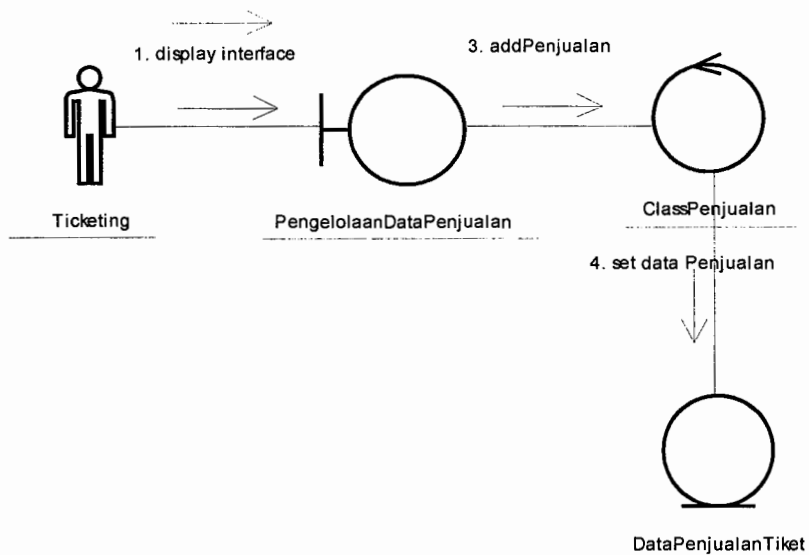 1. display interface
3. addPenjualan
Ticketing
PengelolaanDataPenjualan
ClassPenjualan
4. set data Penjualan
DataPenjualanTiket